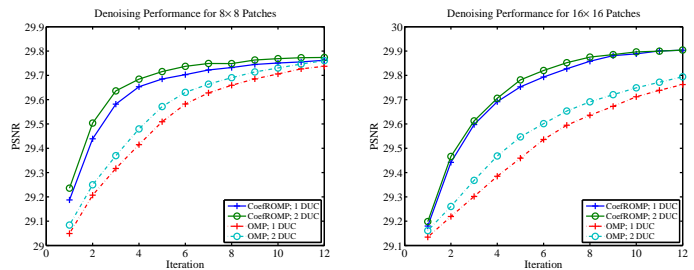 Denoising Performance for 8× 8 Patches
29.9
29.8
29.7
29.6
29.5
29.4
29.3
29.2
29.1
29
PSNR
0
2
4
6
8
10
12
Iteration
CoefROMP; 1 DUC
CoefROMP; 2 DUC
OMP; 1 DUC
OMP; 2 DUC
Denoising Performance for 16× 16 Patches
30
29.9
29.8
29.7
29.6
29.5
29.4
29.3
29.2
29.1
PSNR
0
2
4
6
8
10
12
Iteration
CoefROMP; 1 DUC
CoefROMP; 2 DUC
OMP; 1 DUC
OMP; 2 DUC